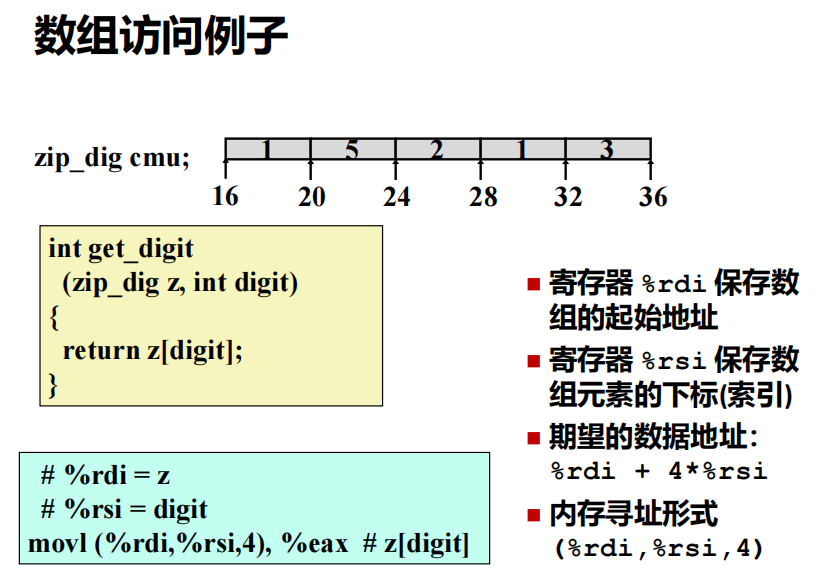 数组访问例子
zip_dig cmu;
1 5 2 1 3
16 20 24 28 32 36
int get_digit
(zip_dig z, int digit)
{
return z[digit];
}
# %rdi = z
# %rsi = digit
movl (%rdi,%rsi,4), %eax # z[digit]
寄存器 %rdi 保存数
组的起始地址
寄存器 %rsi 保存数
组元素的下标(索引)
期望的数据地址:
%rdi + 4*%rsi
内存寻址形式
(%rdi,%rsi,4)